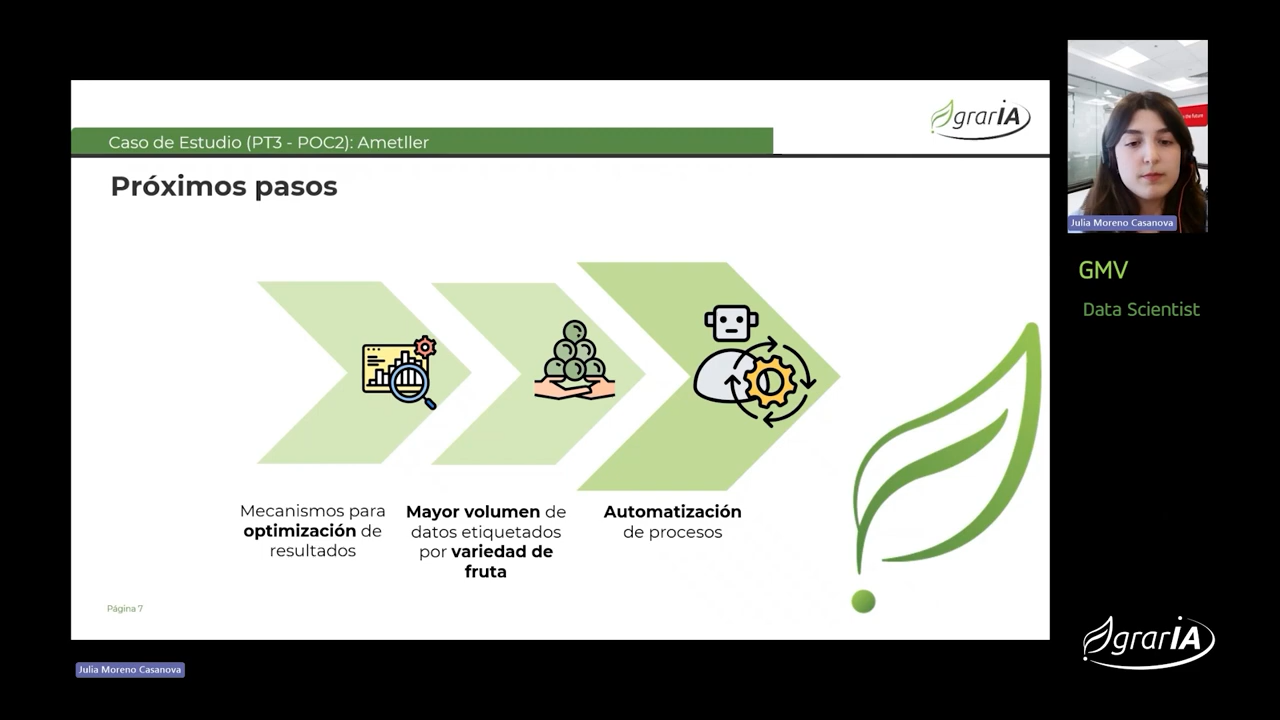 Caso de Estudio (PT3 - POC2): Ametller
grarIA
Próximos pasos
Mecanismos para
optimización de
resultados
Mayor volumen de
datos etiquetados
por variedad de
fruta
Automatización
de procesos
Página 7
Julia Moreno Casanova
Julia Moreno Casanova
GMV
Data Scientist
grarIA